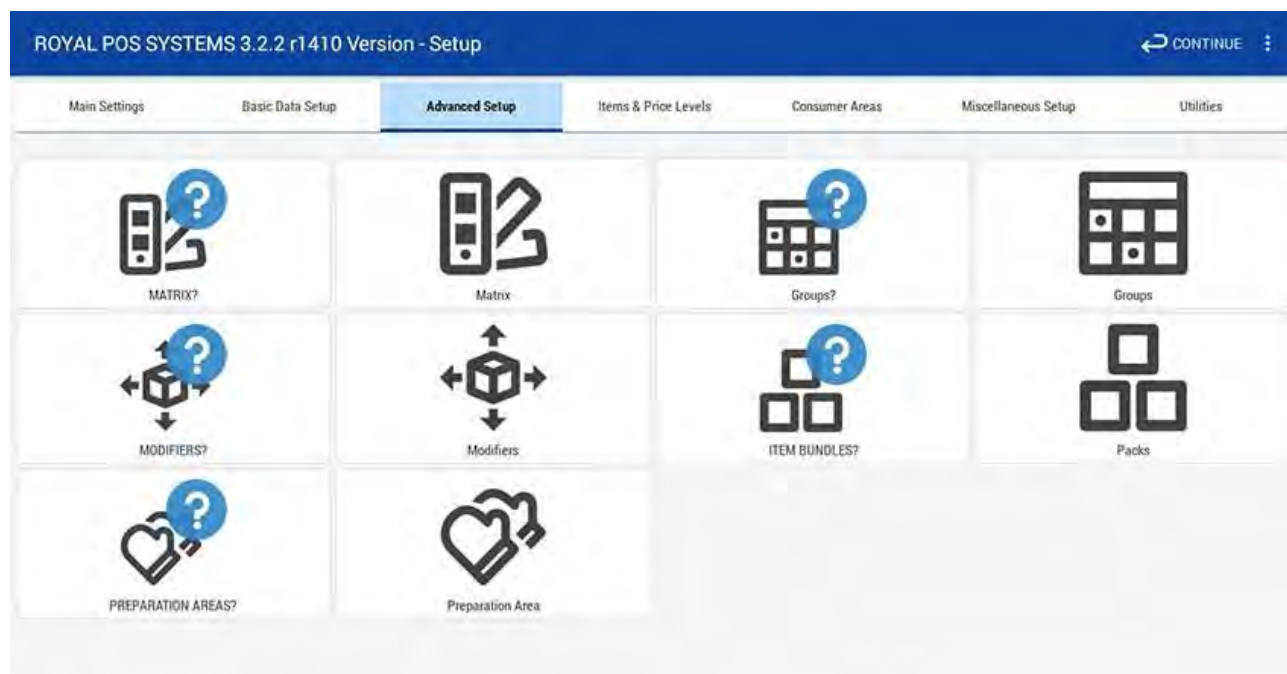 ROYAL POS SYSTEMS 3.2.2 r1410 Version - Setup
CONTINUE
Main Settings
Basic Data Setup
Advanced Setup
Items & Price Levels
Consumer Areas
Miscellaneous Setup
Utilities
MATRIX?
Matrix
Groups?
Groups
MODIFIERS?
Modifiers
ITEM BUNDLES?
Packs
PREPARATION AREAS?
Preparation Area